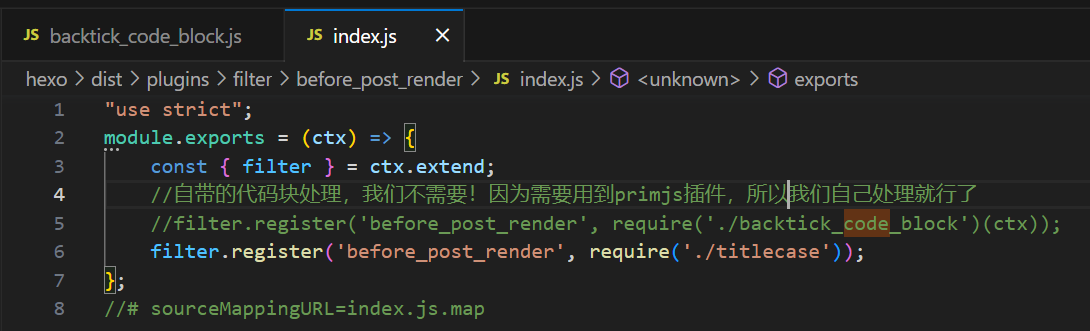 JS backtick_code_block.js JS index.js ×
hexo > dist > plugins > filter > before_post_render > JS index.js > <unknown> > exports
1 "use strict";
2 module.exports = (ctx) => {
3 const { filter } = ctx.extend;
4 //自带的代码块处理，我们不需要！因为需要用到primjs插件，所以我们自己处理就行了
5 //filter.register('before_post_render', require('./backtick_code_block')(ctx));
6 filter.register('before_post_render', require('./titlecase'));
7 };
8 //# sourceMappingURL=index.js.map